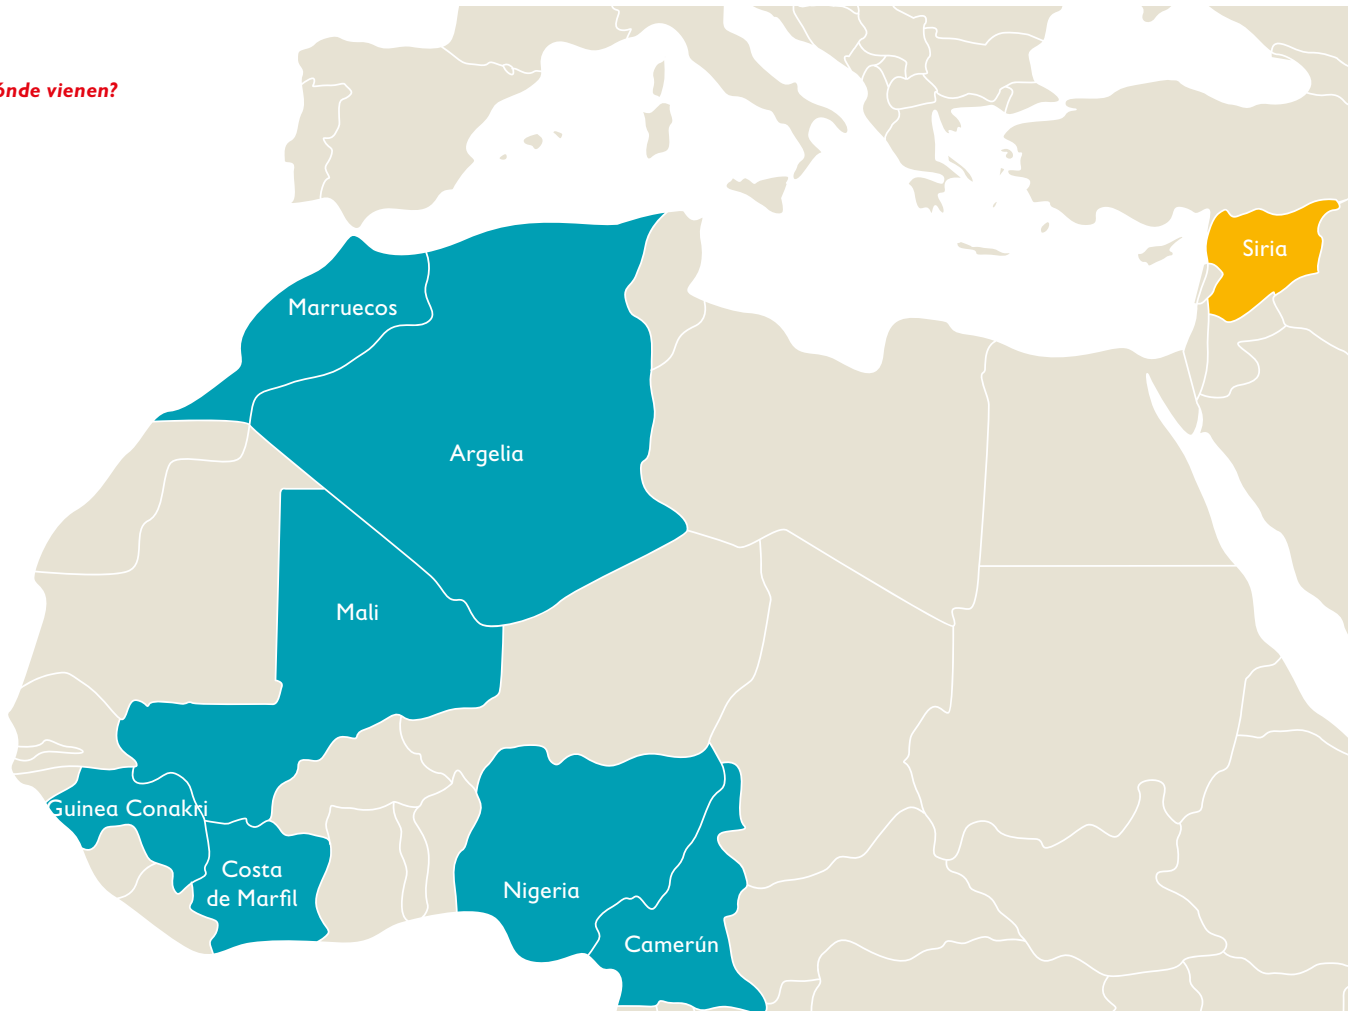 ónde vienen?
Siria
Marruecos
Argelia
Mali
Guinea Conakri
Costa
de Marfil
Nigeria
Camerún